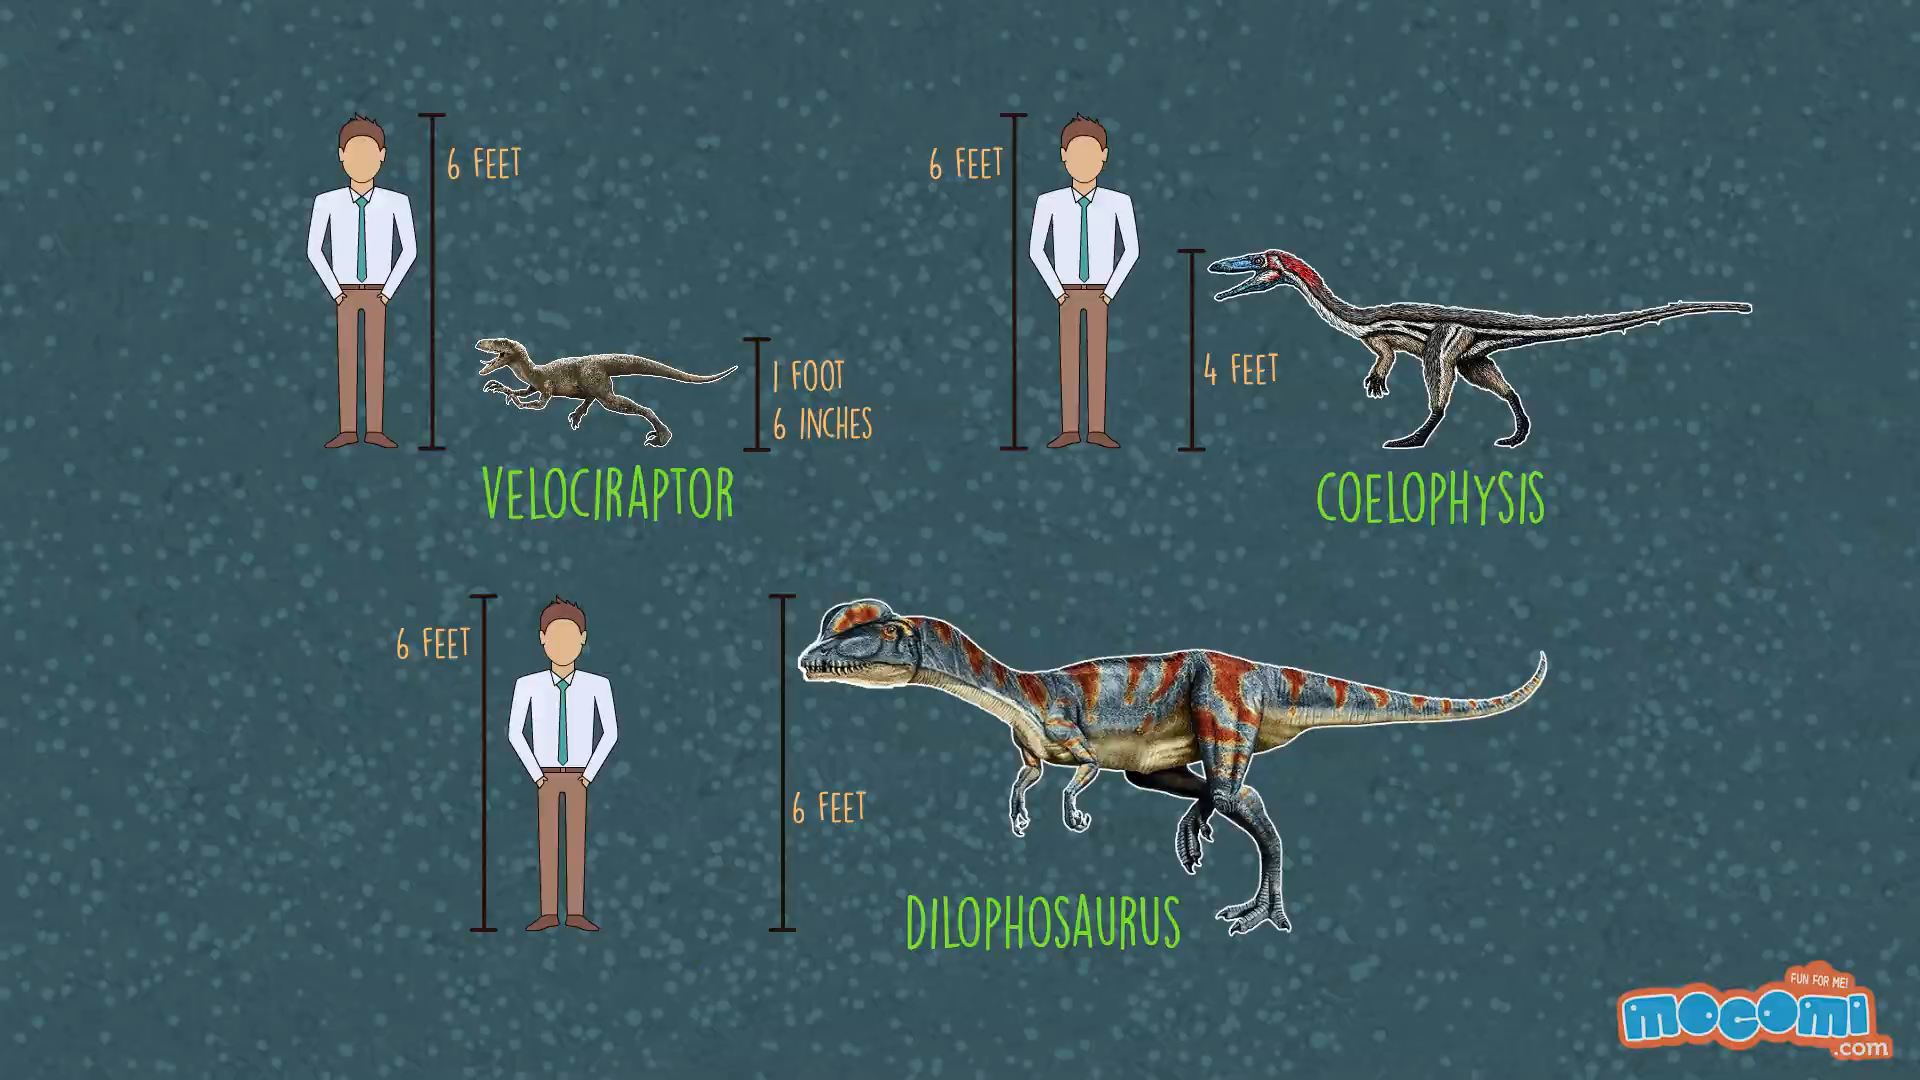 6 FEET
1 FOOT
6 INCHES
VELOCIRAPTOR
6 FEET
4 FEET
COELOPHYSIS
6 FEET
6 FEET
DILOPHOSAURUS
FUN FOR ME!
mocomi
.com